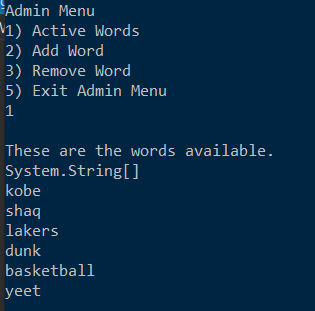 Admin Menu
1) Active Words
2) Add Word
3) Remove Word
5) Exit Admin Menu
1
These are the words available.
System.String[]
kobe
shaq
lakers
dunk
basketball
yeet